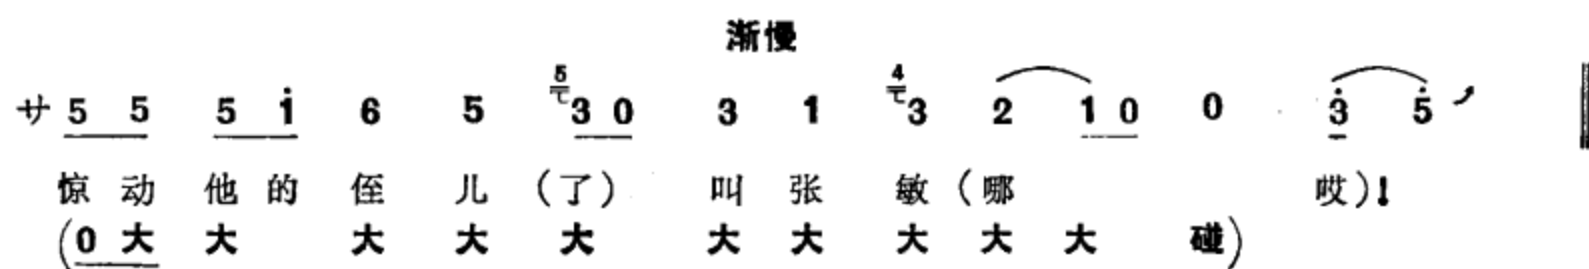 渐慢
サ 5 5 5 i 6 5 5 3 0 3 1 4 3 2 1 0 0 3 5
惊动他的侄儿(了) 叫张敏(哪 哎)!
(0 大 大 大 大 大 大 大 大 大 大 碰)